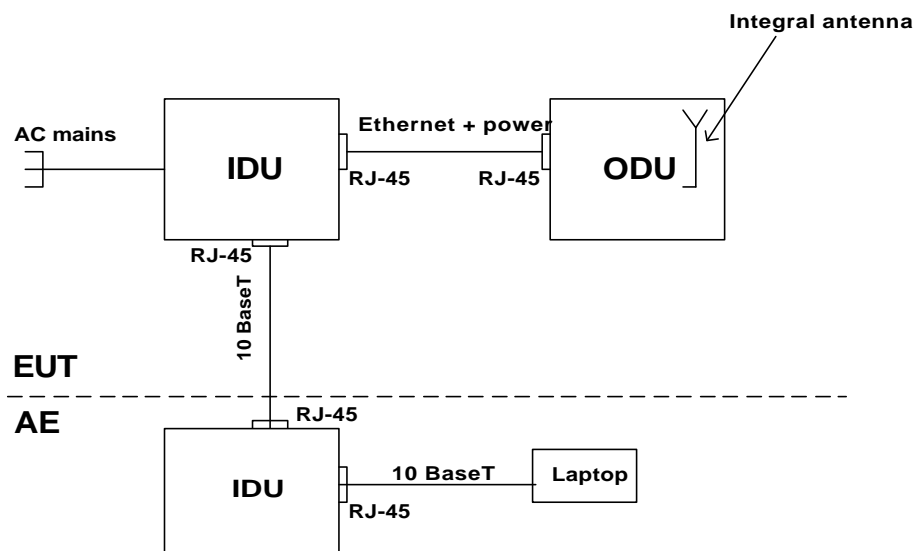 Integral antenna
AC mains
IDU
Ethernet + power
RJ-45
RJ-45
ODU
RJ-45
10 BaseT
EUT
AE
RJ-45
IDU
10 BaseT
RJ-45
Laptop